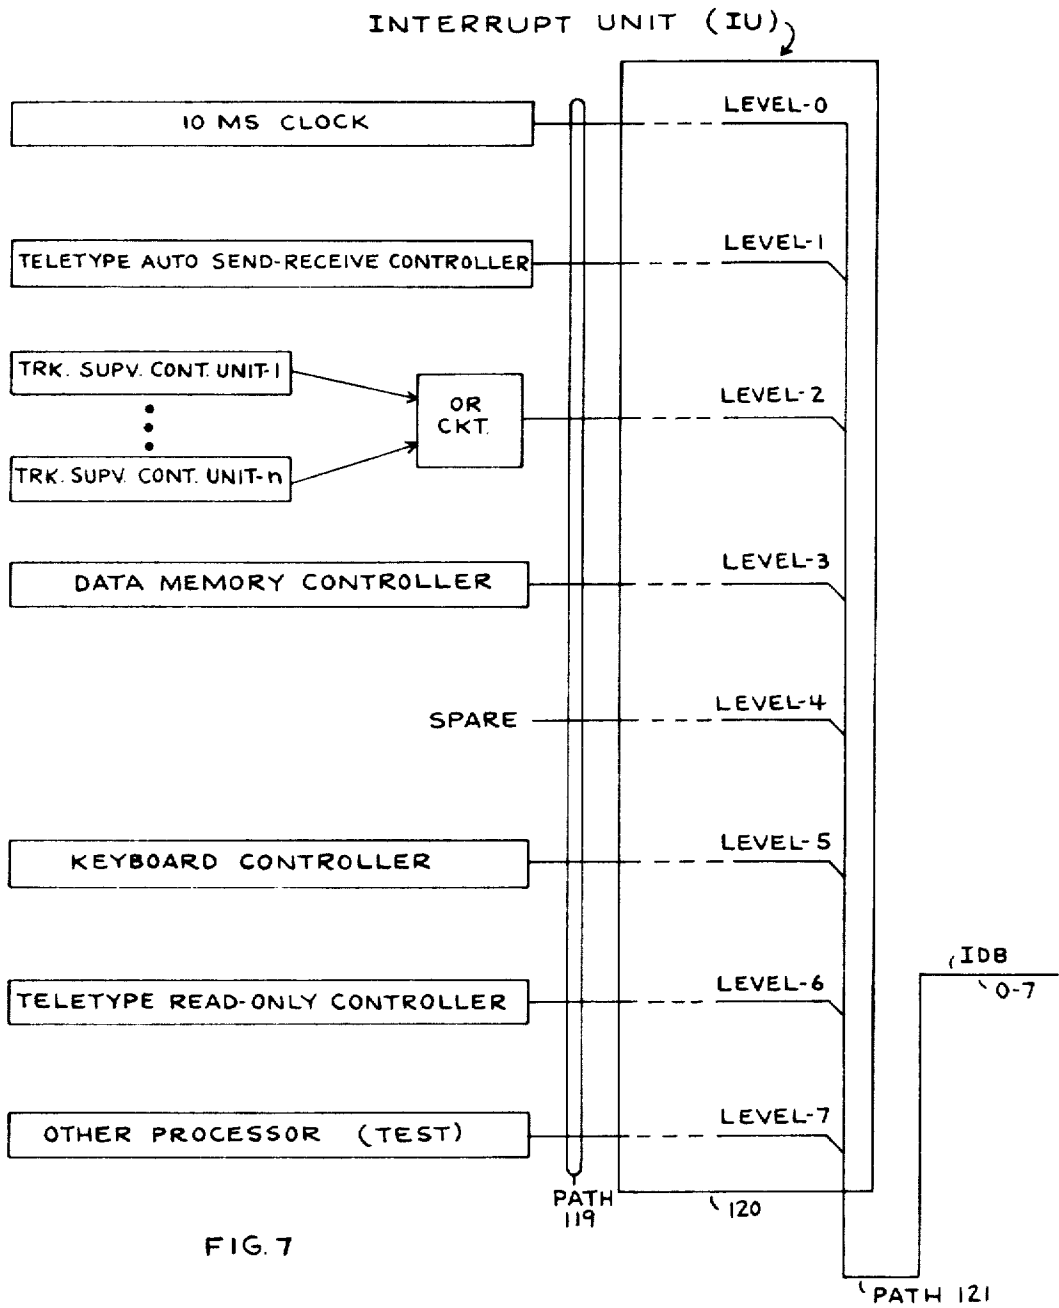 INTERRUPT UNIT (IU)
10 MS CLOCK
LEVEL-0
TELETYPE AUTO SEND-RECEIVE CONTROLLER
LEVEL-1
TRK. SUPV. CONT. UNIT-1
OR
CKT.
LEVEL-2
TRK. SUPV. CONT. UNIT-n
DATA MEMORY CONTROLLER
LEVEL-3
SPARE
LEVEL-4
KEYBOARD CONTROLLER
LEVEL-5
IDB
0-7
TELETYPE READ-ONLY CONTROLLER
LEVEL-6
OTHER PROCESSOR (TEST)
LEVEL-7
PATH
119
120
FIG. 7
PATH 121